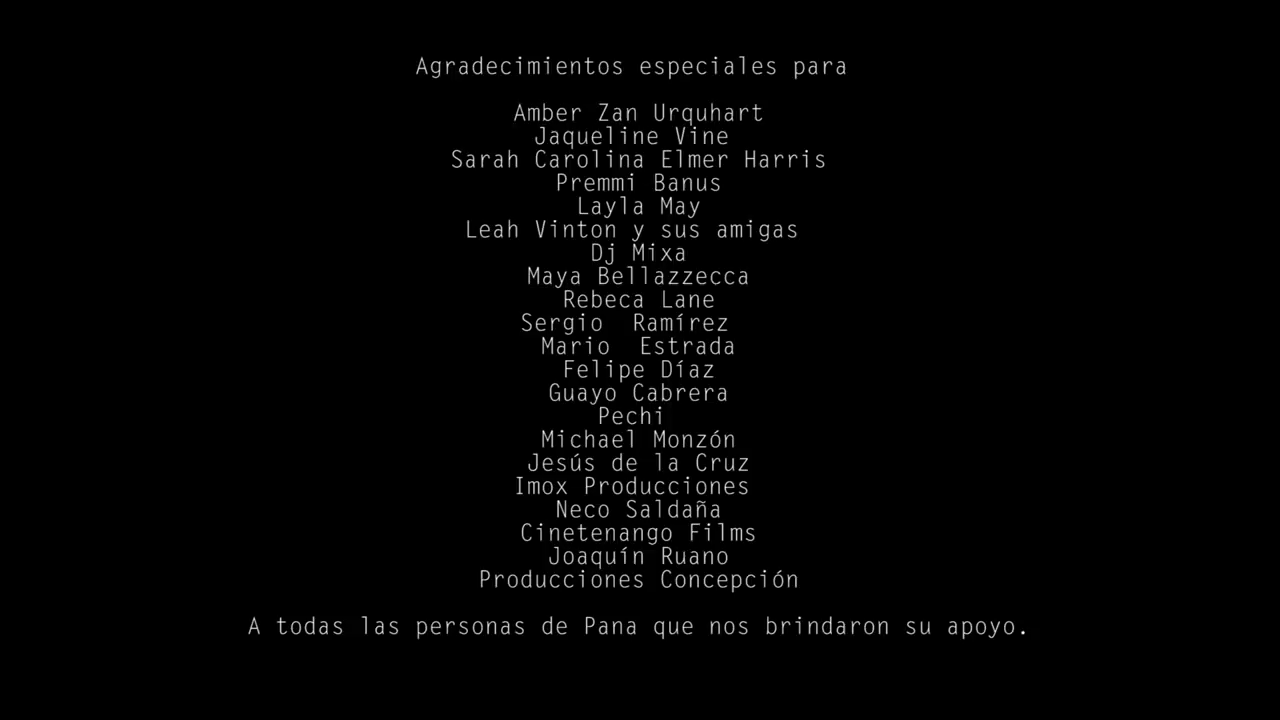 Agradecimientos especiales para
Amber Zan Urquhart
Jaqueline Vine
Sarah Carolina Elmer Harris
Premmi Banus
Layla May
Leah Vinton y sus amigas
Dj Mixa
Maya Bellazzecca
Rebeca Lane
Sergio  Ramírez
Mario  Estrada
Felipe Díaz
Guayo Cabrera
Pechi
Michael Monzón
Jesús de la Cruz
Imox Producciones
Neco Saldaña
Cinetenango Films
Joaquín Ruano
Producciones Concepción
A todas las personas de Pana que nos brindaron su apoyo.